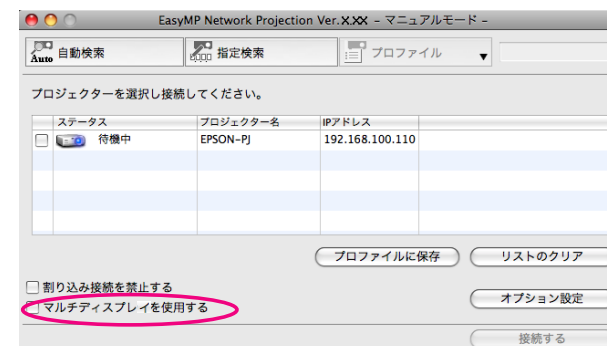 EasyMP Network Projection Ver.X.XX – マニュアルモード –
Auto 自動検索 指定検索 プロファイル
プロジェクターを選択し接続してください。
ステータス プロジェクター名 IPアドレス
待機中 EPSON-PJ 192.168.100.110
プロファイルに保存 リストのクリア
割り込み接続を禁止する
マルチディスプレイを使用する
オプション設定
接続する